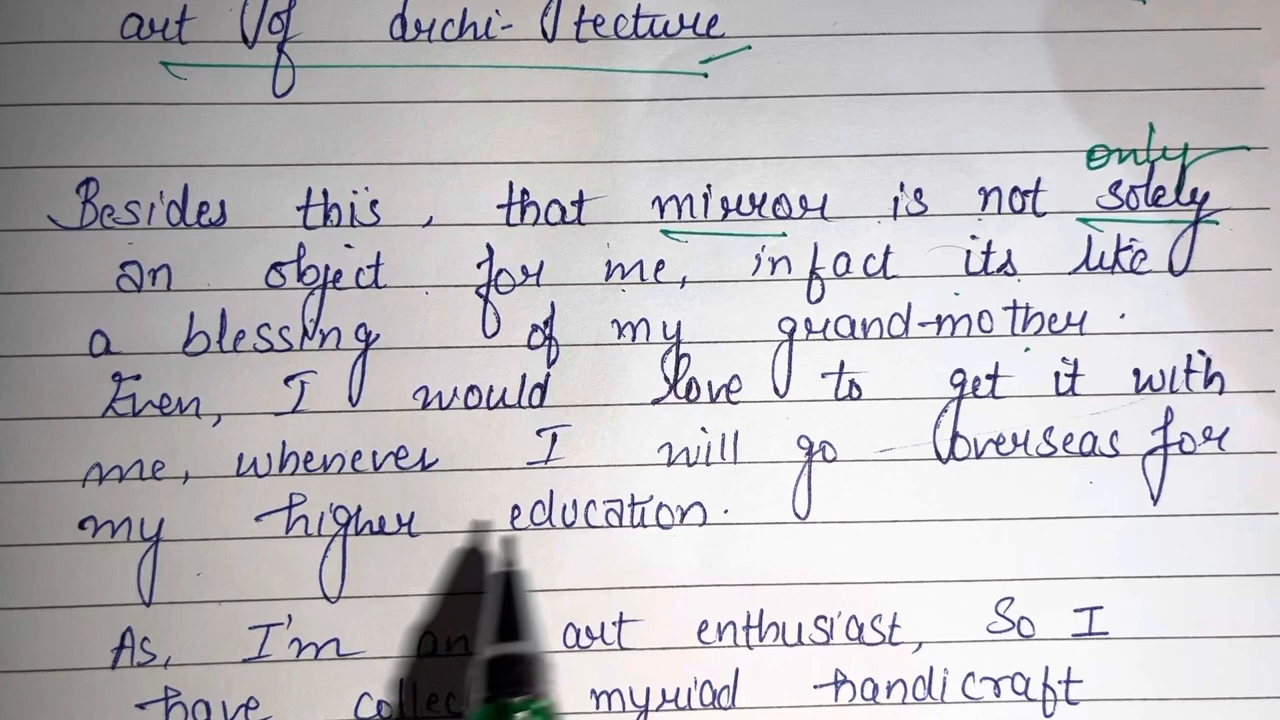 art of archi-tecture
only
Besides this, that mirror is not solely
an object for me, infact its like
a blessing of my grand-mother.
Even, I would love to get it with
me, whenever I will go overseas for
my higher education.
As, I'm an art enthusiast, So I
have myriad handicraft